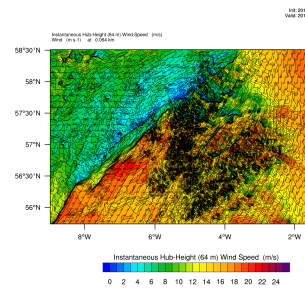 Init: 201
Valid: 201
Instantaneous Hub-Height (64 m) Wind Speed (m/s)
Wind (m s-1) at 0.064 km
58°30'N
58°N
57°30'N
57°N
56°30'N
56°N
8°W 6°W 4°W 2°W
Instantaneous Hub-Height (64 m) Wind Speed (m/s)
0 2 4 6 8 10 12 14 16 18 20 22 24